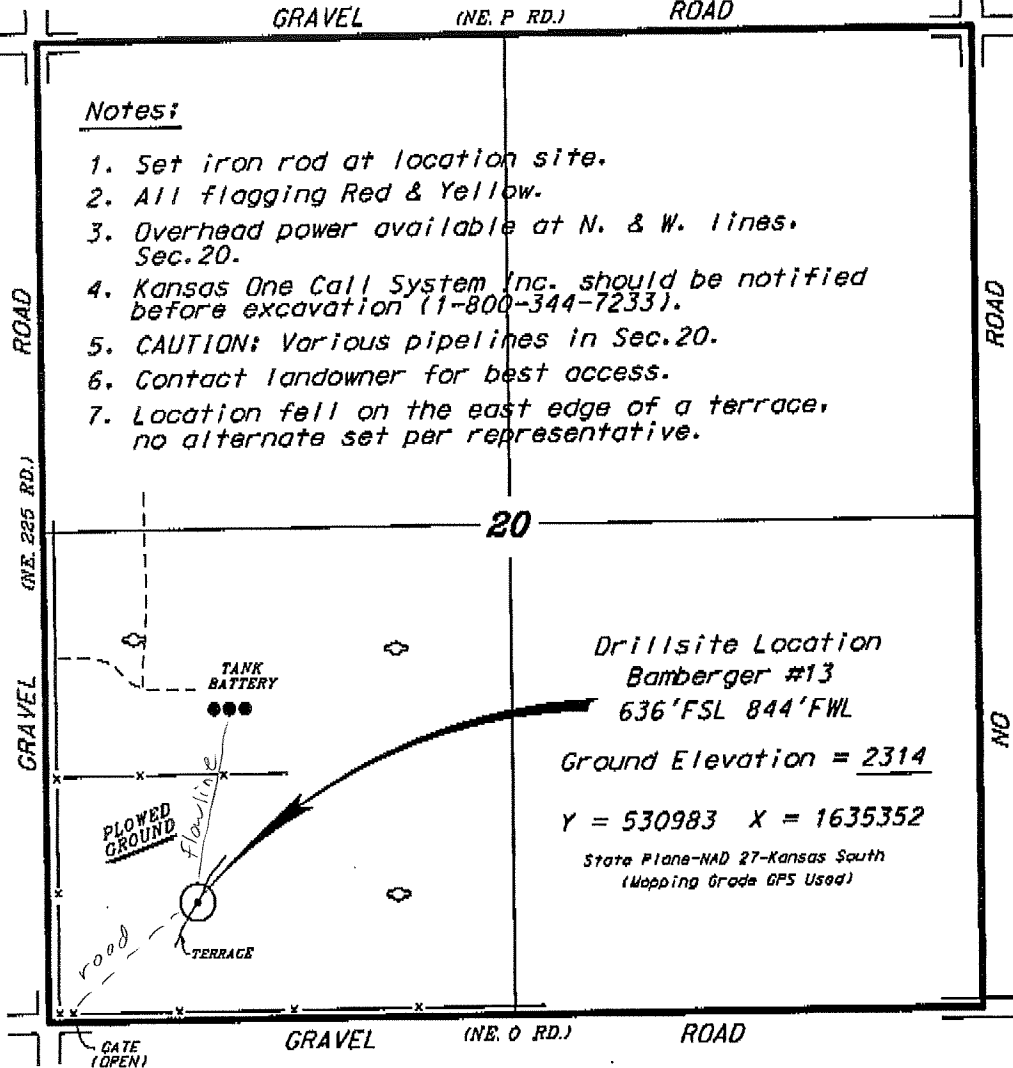 GRAVEL (NE. P RD.) ROAD
Notes:
1. Set iron rod at location site.
2. All flagging Red & Yellow.
3. Overhead power available at N. & W. lines,
Sec.20.
4. Kansas One Call System Inc. should be notified
before excavation (1-800-344-7233).
5. CAUTION: Various pipelines in Sec.20.
6. Contact landowner for best access.
7. Location fell on the east edge of a terrace,
no alternate set per representative.
ROAD
(NE. 225 RD.)
GRAVEL
ROAD
NO
20
TANK
BATTERY
Flowline
PLOWED
GROUND
road
TERRACE
GATE
(OPEN)
Drillsite Location
Bamberger #13
636'FSL 844'FWL
Ground Elevation = 2314
Y = 530983 X = 1635352
State Plane-NAD 27-Kansas South
(Mapping Grade GPS Used)
GRAVEL (NE. O RD.) ROAD